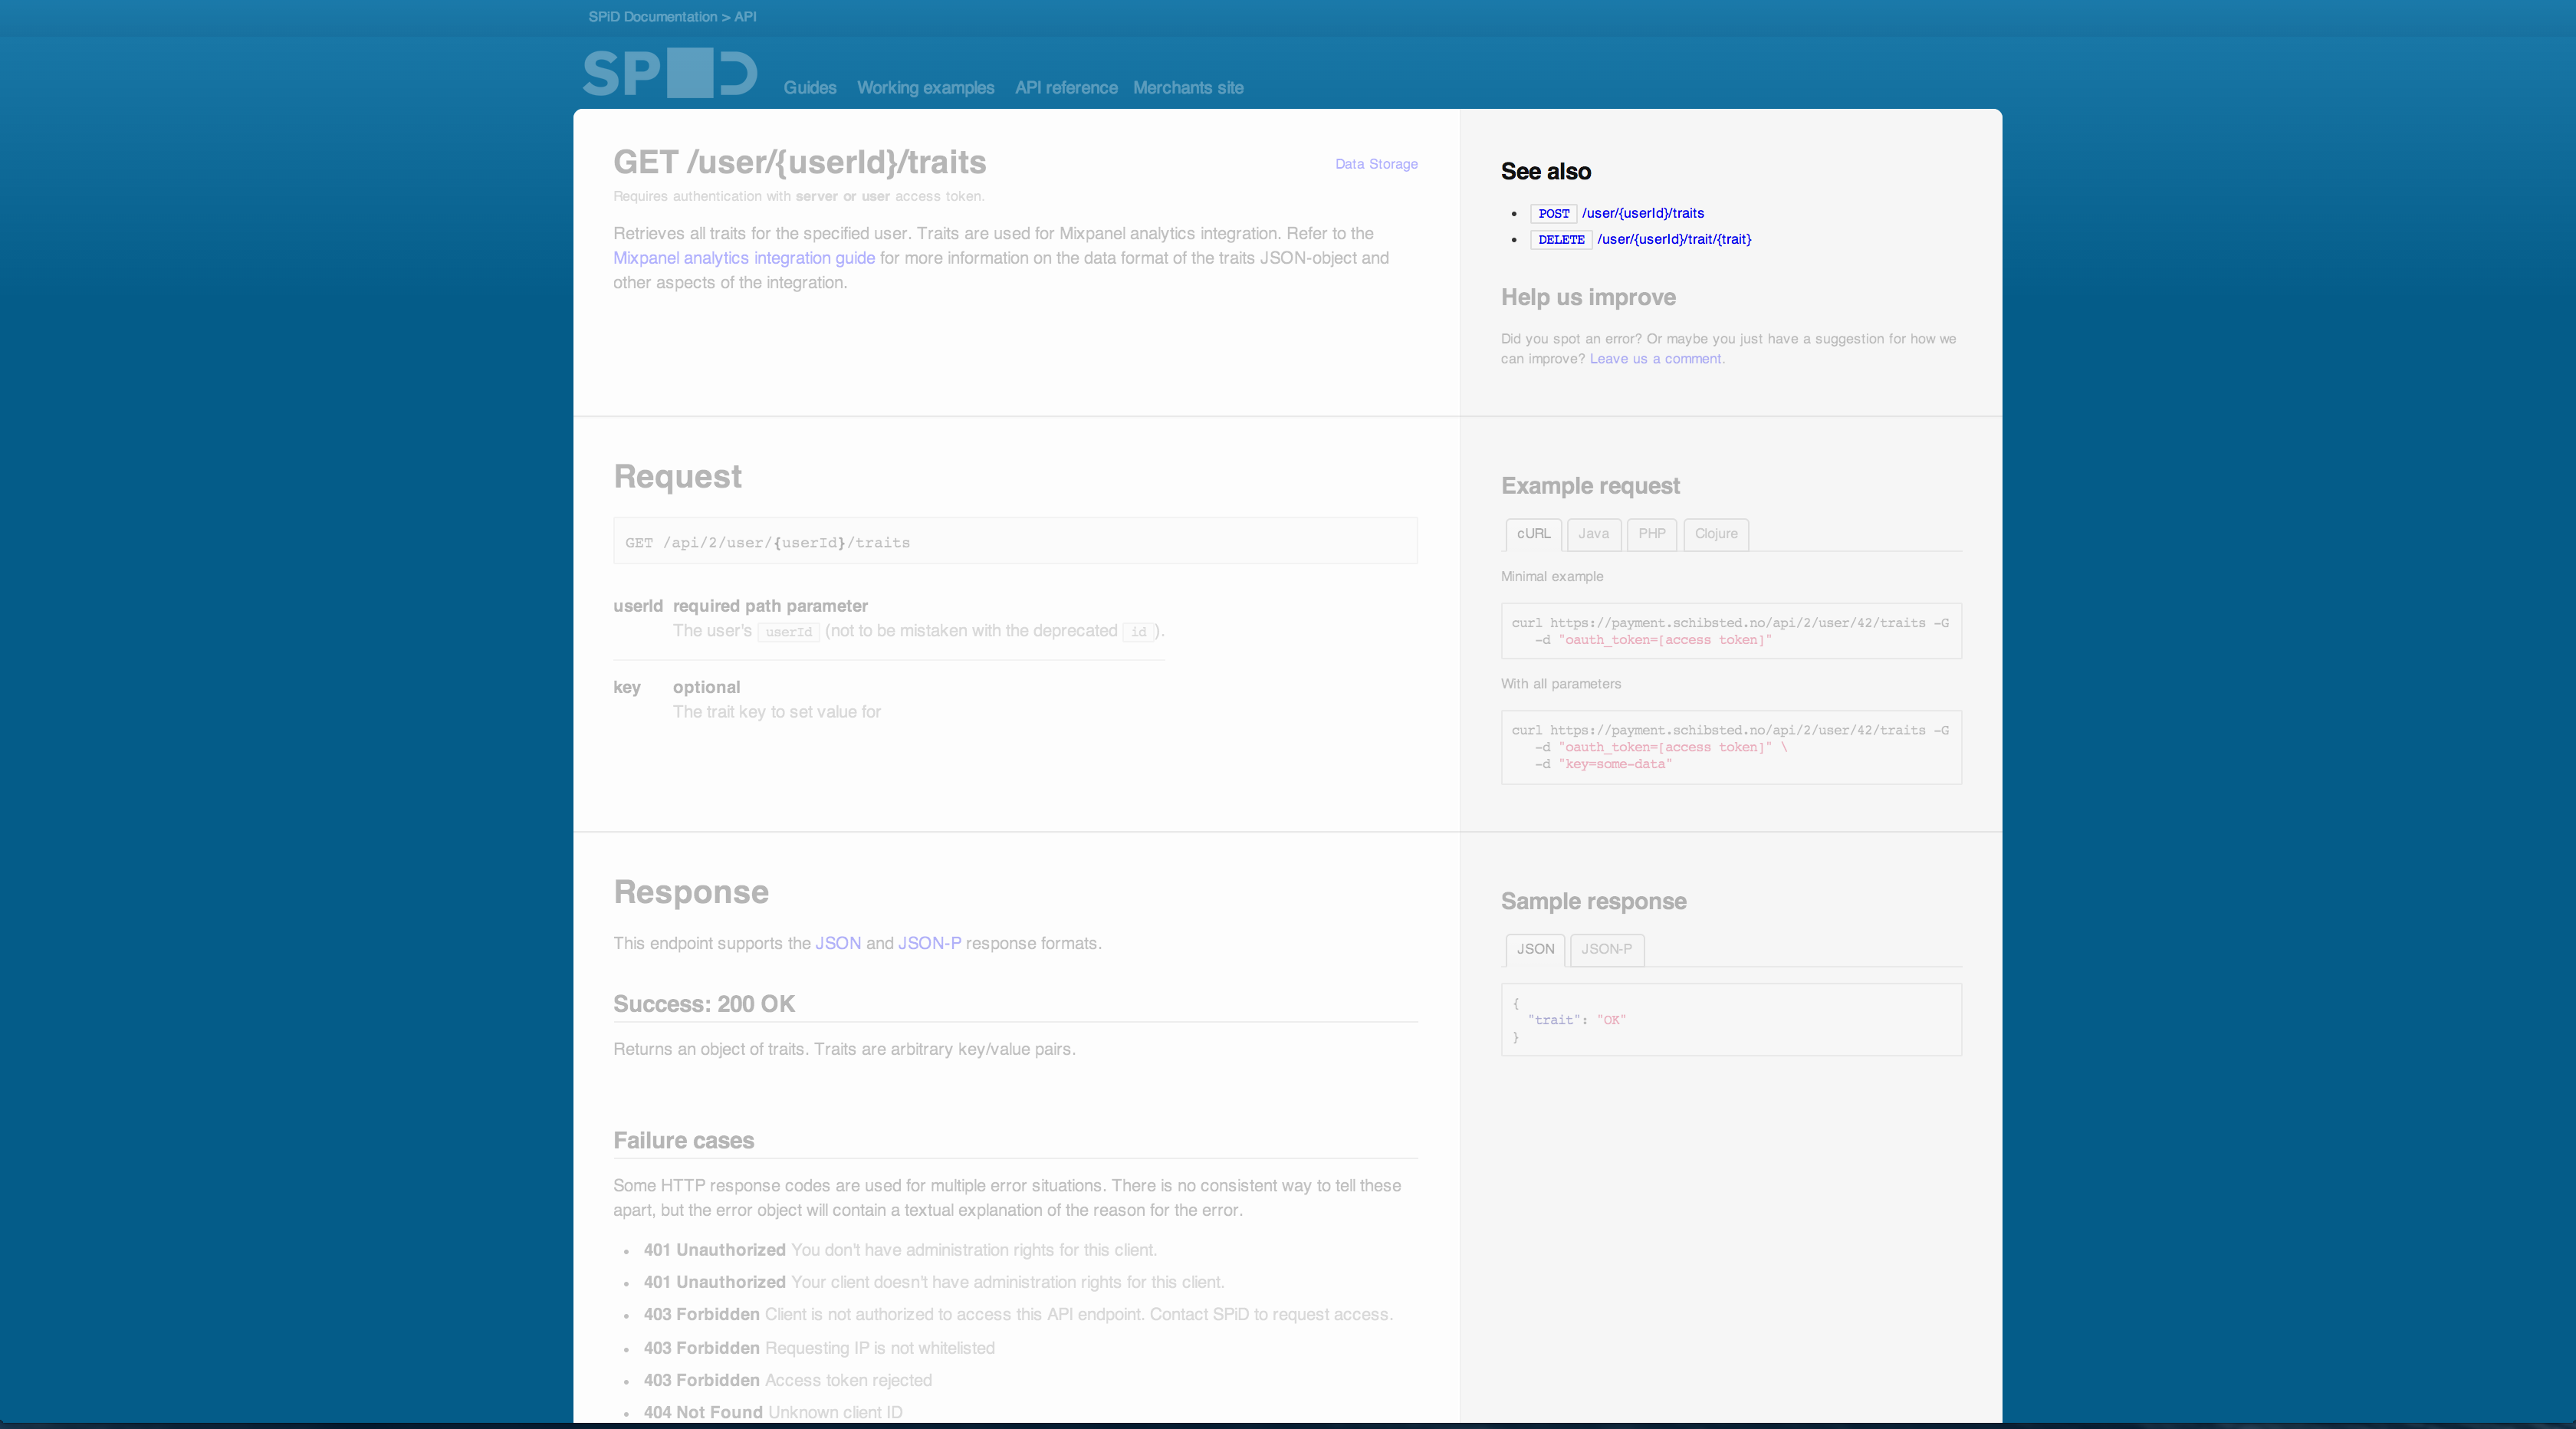 SPiD Documentation > API
SP D
Guides Working examples API reference Merchants site
GET /user/{userId}/traits
Data Storage
Requires authentication with server or user access token.
Retrieves all traits for the specified user. Traits are used for Mixpanel analytics integration. Refer to the
Mixpanel analytics integration guide for more information on the data format of the traits JSON-object and
other aspects of the integration.
See also
• POST /user/{userId}/traits
• DELETE /user/{userId}/trait/{trait}
Help us improve
Did you spot an error? Or maybe you just have a suggestion for how we
can improve? Leave us a comment.
Request
GET /api/2/user/{userId}/traits
userId required path parameter
The user's userId (not to be mistaken with the deprecated id ).
key optional
The trait key to set value for
Example request
cURL Java PHP Clojure
Minimal example
curl https://payment.schibsted.no/api/2/user/42/traits -G
-d "oauth_token=[access token]"
With all parameters
curl https://payment.schibsted.no/api/2/user/42/traits -G
-d "oauth_token=[access token]" \
-d "key=some-data"
Response
This endpoint supports the JSON and JSON-P response formats.
Success: 200 OK
Returns an object of traits. Traits are arbitrary key/value pairs.
Failure cases
Some HTTP response codes are used for multiple error situations. There is no consistent way to tell these
apart, but the error object will contain a textual explanation of the reason for the error.
• 401 Unauthorized You don't have administration rights for this client.
• 401 Unauthorized Your client doesn't have administration rights for this client.
• 403 Forbidden Client is not authorized to access this API endpoint. Contact SPiD to request access.
• 403 Forbidden Requesting IP is not whitelisted
• 403 Forbidden Access token rejected
• 404 Not Found Unknown client ID
Sample response
JSON JSON-P
{
"trait": "OK"
}